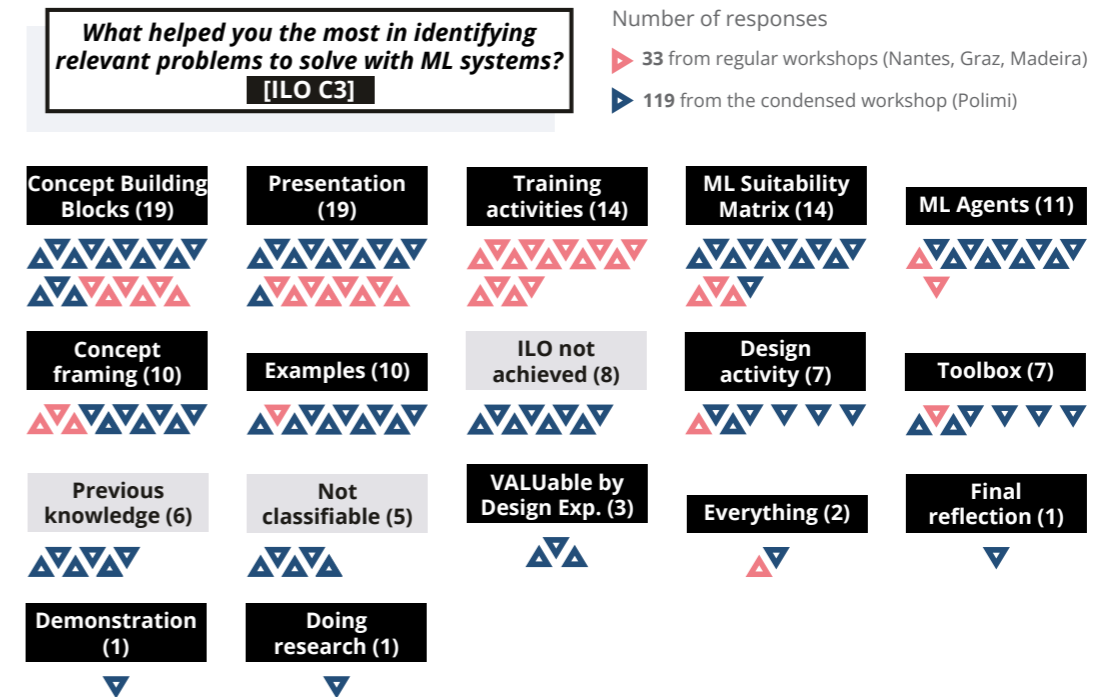 What helped you the most in identifying
relevant problems to solve with ML systems?
[ILO C3]
Number of responses
33 from regular workshops (Nantes, Graz, Madeira)
119 from the condensed workshop (Polimi)
Concept Building
Blocks (19)
Presentation
(19)
Training
activities (14)
ML Suitability
Matrix (14)
ML Agents (11)
Concept
framing (10)
Examples (10)
ILO not
achieved (8)
Design
activity (7)
Toolbox (7)
Previous
knowledge (6)
Not
classifiable (5)
VALUable by
Design Exp. (3)
Everything (2)
Final
reflection (1)
Demonstration
(1)
Doing
research (1)